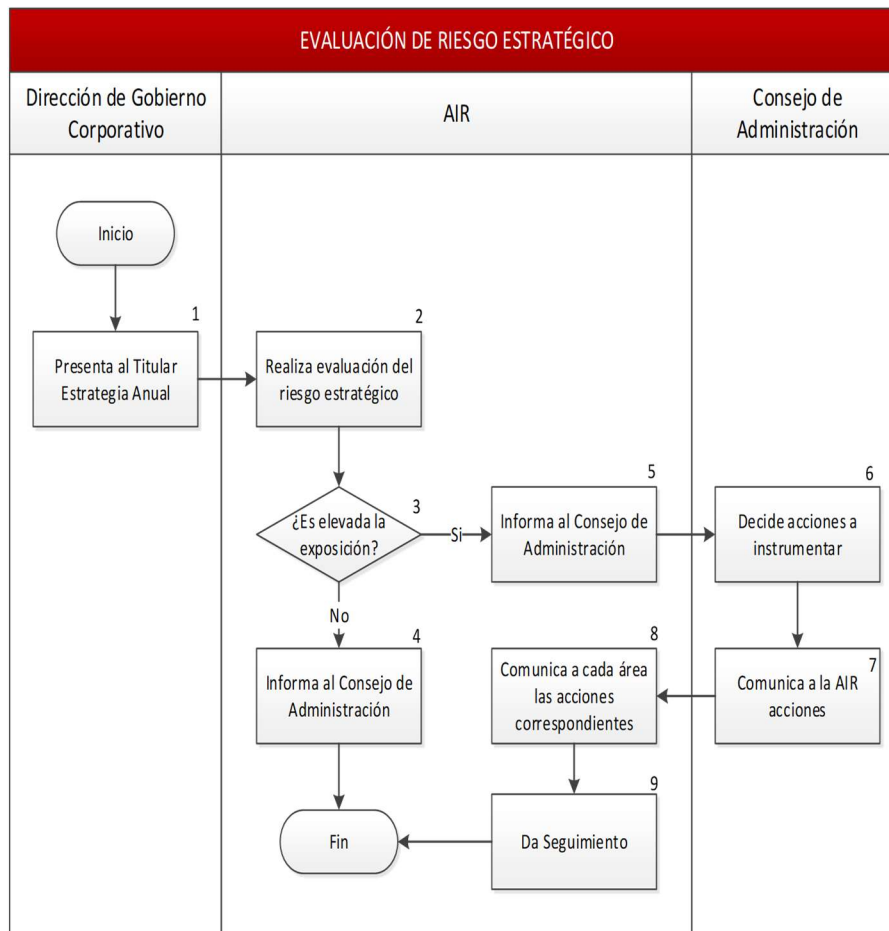 EVALUACIÓN DE RIESGO ESTRATÉGICO
Dirección de Gobierno
Corporativo
AIR
Consejo de
Administración
Inicio
1
Presenta al Titular
Estrategia Anual
2
Realiza evaluación del
riesgo estratégico
3
¿Es elevada la
exposición?
Si
No
4
Informa al Consejo de
Administración
5
Informa al Consejo de
Administración
6
Decide acciones a
instrumentar
7
Comunica a la AIR
acciones
8
Comunica a cada área
las acciones
correspondientes
9
Da Seguimiento
Fin